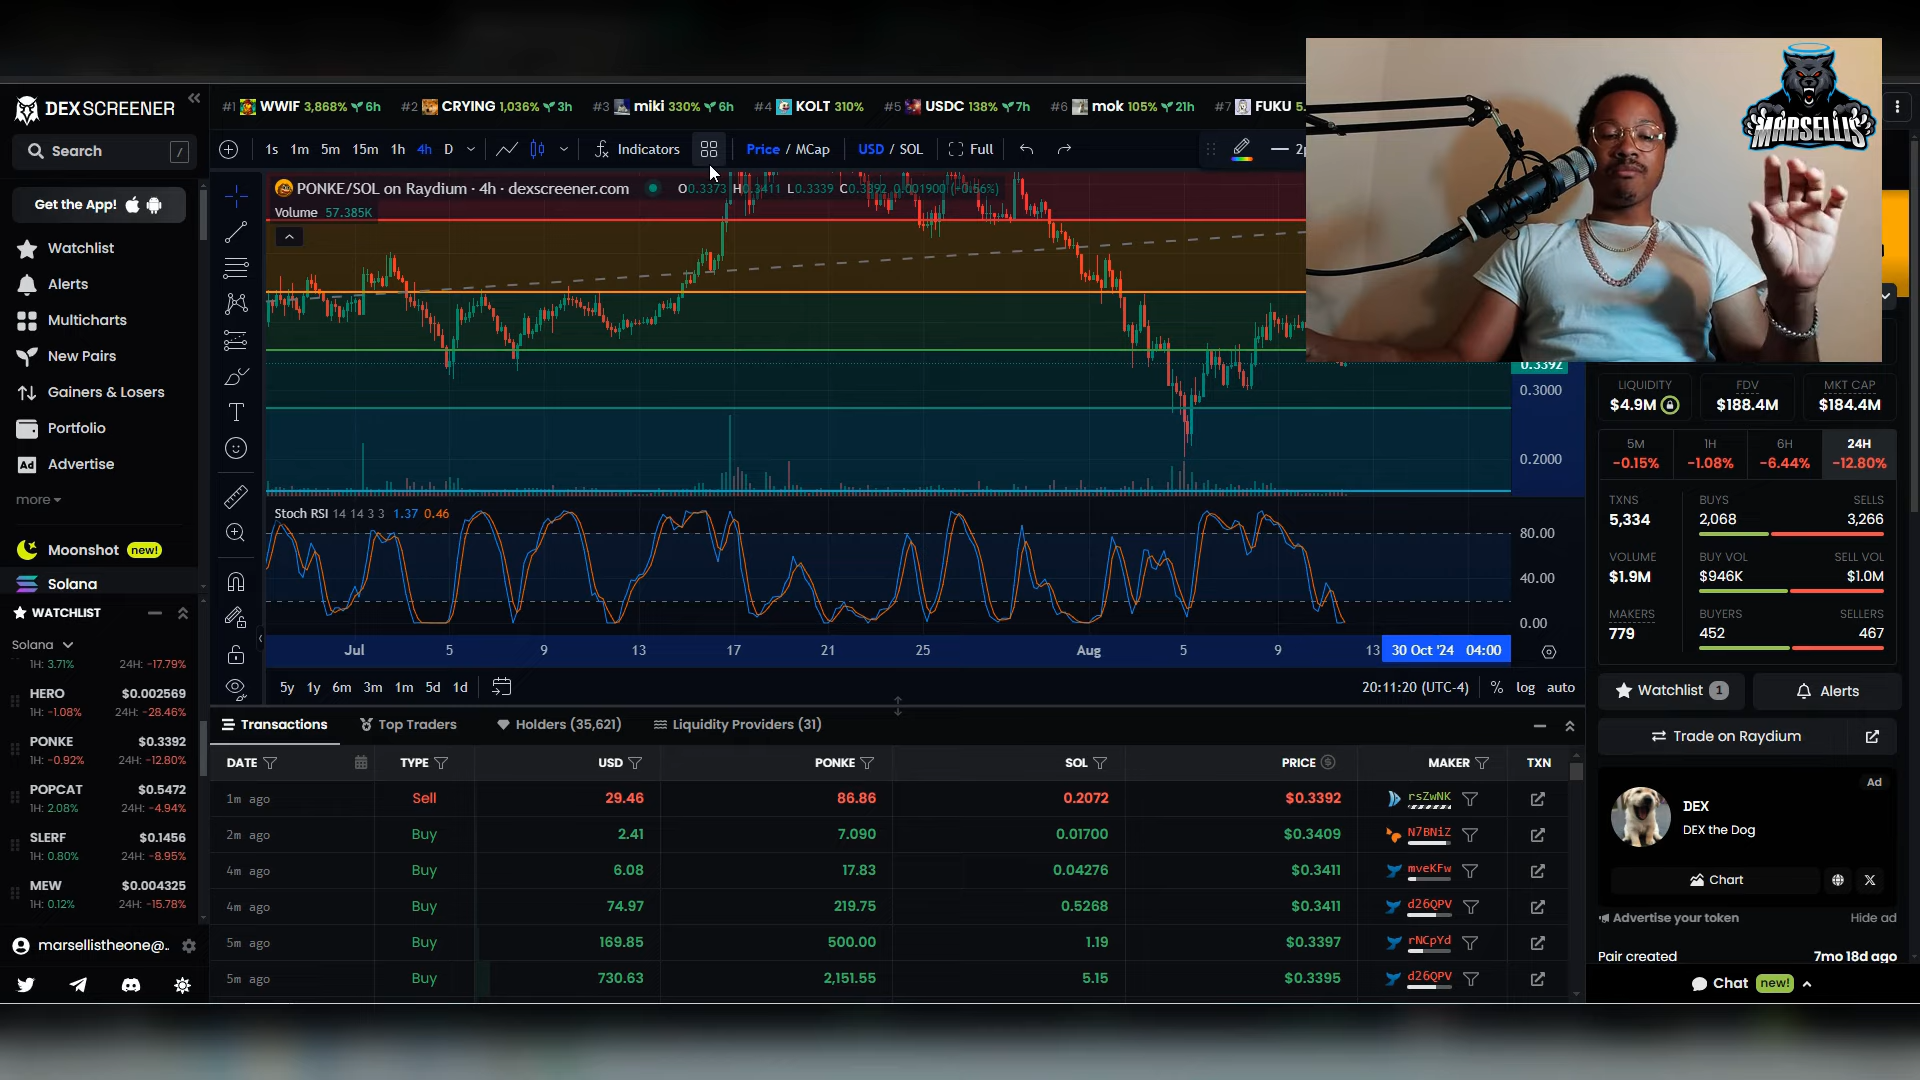 DEX SCREENER
#1 WWIF 3,868% 6h #2 CRYING 1,036% 3h #3 miki 330% 6h #4 KOLT 310% #5 USDC 138% 7h #6 mok 105% 21h #7 FUKU 5.
MARSELLIS
Search /
1s 1m 5m 15m 1h 4h D Indicators Price / MCap USD / SOL Full
Get the App!
PONKE/SOL on Raydium · 4h · dexscreener.com O0.3373 H0.3411 L0.3339 C0.3392 0.001900 (+0.56%)
Volume 57.385K
Watchlist
Alerts
Multicharts
New Pairs
Gainers & Losers
Portfolio
Ad Advertise
more
Moonshot new!
Solana
0.3392
0.3000
0.2000
Stoch RSI 14 14 3 3 1.37 0.46
80.00
40.00
0.00
Jul 5 9 13 17 21 25 Aug 5 9 13 30 Oct '24 04:00
5y 1y 6m 3m 1m 5d 1d 20:11:20 (UTC-4) % log auto
WATCHLIST
Solana
1H: 3.71% 24H: -17.79%
HERO $0.002569
1H: -1.08% 24H: -28.46%
PONKE $0.3392
1H: -0.92% 24H: -12.80%
POPCAT $0.5472
1H: 2.08% 24H: -4.94%
SLERF $0.1456
1H: 0.80% 24H: -8.95%
MEW $0.004325
1H: 0.12% 24H: -15.78%
marsellistheone@..
Transactions Top Traders Holders (35,621) Liquidity Providers (31)
DATE TYPE USD PONKE SOL PRICE MAKER TXN
1m ago Sell 29.46 86.86 0.2072 $0.3392 rsZwNK
2m ago Buy 2.41 7.090 0.01700 $0.3409 N7BNiZ
4m ago Buy 6.08 17.83 0.04276 $0.3411 mveKFw
4m ago Buy 74.97 219.75 0.5268 $0.3411 d26QPV
5m ago Buy 169.85 500.00 1.19 $0.3397 rNCpYd
5m ago Buy 730.63 2,151.55 5.15 $0.3395 d26QPV
LIQUIDITY FDV MKT CAP
$4.9M $188.4M $184.4M
5M 1H 6H 24H
-0.15% -1.08% -6.44% -12.80%
TXNS BUYS SELLS
5,334 2,068 3,266
VOLUME BUY VOL SELL VOL
$1.9M $946K $1.0M
MAKERS BUYERS SELLERS
779 452 467
Watchlist 1 Alerts
Trade on Raydium
Ad
DEX
DEX the Dog
Chart
Advertise your token Hide ad
Pair created 7mo 18d ago
Chat new!